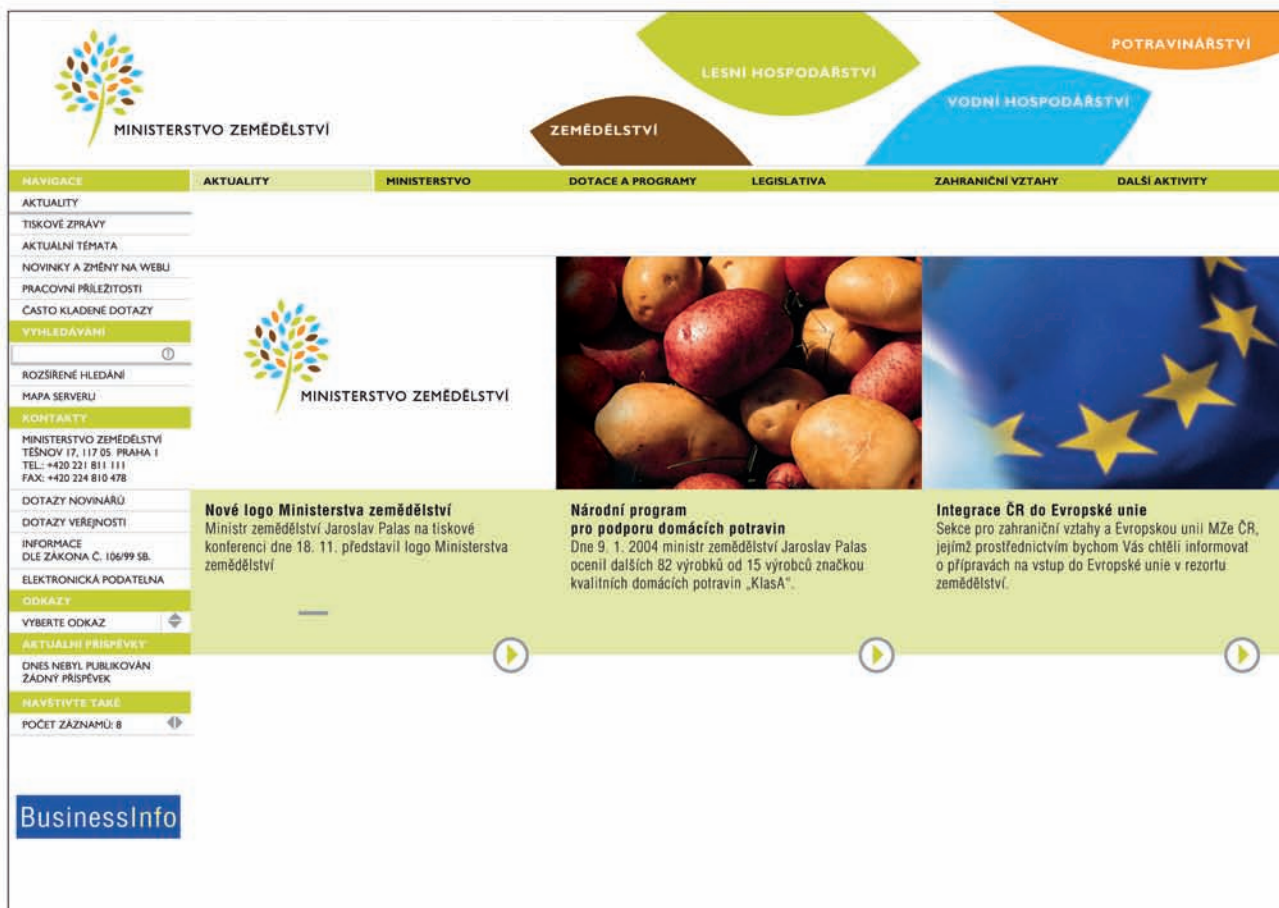 MINISTERSTVO ZEMĚDĚLSTVÍ
ZEMĚDĚLSTVÍ
LESNÍ HOSPODÁŘSTVÍ
VODNÍ HOSPODÁŘSTVÍ
POTRAVINÁŘSTVÍ
NAVIGACE
AKTUALITY
MINISTERSTVO
DOTACE A PROGRAMY
LEGISLATIVA
ZAHRANIČNÍ VZTAHY
DALŠÍ AKTIVITY
AKTUALITY
TISKOVÉ ZPRÁVY
AKTUÁLNÍ TÉMATA
NOVINKY A ZMĚNY NA WEBU
PRACOVNÍ PŘÍLEŽITOSTI
ČASTO KLADENÉ DOTAZY
VYHLEDÁVÁNÍ
ROZŠÍŘENÉ HLEDÁNÍ
MAPA SERVERU
KONTAKTY
MINISTERSTVO ZEMĚDĚLSTVÍ
TĚŠNOV 17, 117 05 PRAHA 1
TEL.: +420 221 811 111
FAX: +420 224 810 478
DOTAZY NOVINÁŘŮ
DOTAZY VEŘEJNOSTI
INFORMACE
DLE ZÁKONA Č. 106/99 SB.
ELEKTRONICKÁ PODATELNA
ODKAZY
VYBERTE ODKAZ
AKTUÁLNÍ PŘÍSPĚVKY
DNES NEBYL PUBLIKOVÁN
ŽÁDNÝ PŘÍSPĚVEK
NAVŠTIVTE TAKÉ
POČET ZÁZNAMŮ: 8
BusinessInfo
MINISTERSTVO ZEMĚDĚLSTVÍ
Nové logo Ministerstva zemědělství
Ministr zemědělství Jaroslav Palas na tiskové
konferenci dne 18. 11. představil logo Ministerstva
zemědělství
Národní program
pro podporu domácích potravin
Dne 9. 1. 2004 ministr zemědělství Jaroslav Palas
ocenil dalších 82 výrobků od 15 výrobců značkou
kvalitních domácích potravin „KlasA".
Integrace ČR do Evropské unie
Sekce pro zahraniční vztahy a Evropskou unii MZe ČR,
jejímž prostřednictvím bychom Vás chtěli informovat
o přípravách na vstup do Evropské unie v rezortu
zemědělství.